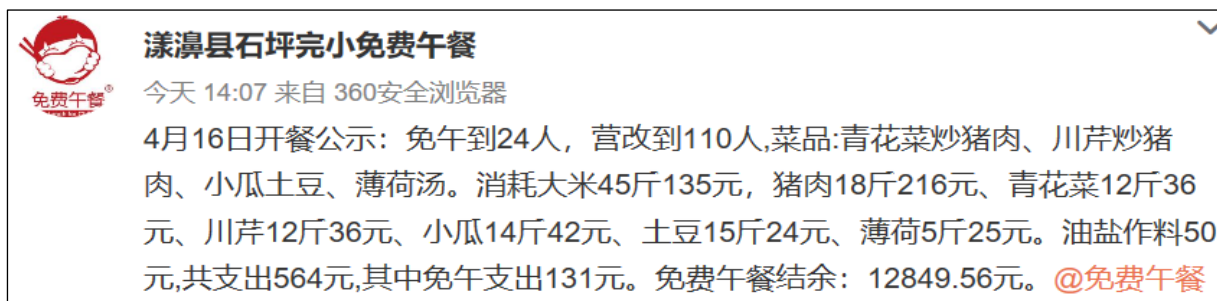 漾濞县石坪完小免费午餐
免费午餐®
今天 14:07 来自 360安全浏览器
4月16日开餐公示：免午到24人，营改到110人,菜品:青花菜炒猪肉、川芹炒猪
肉、小瓜土豆、薄荷汤。消耗大米45斤135元，猪肉18斤216元、青花菜12斤36
元、川芹12斤36元、小瓜14斤42元、土豆15斤24元、薄荷5斤25元。油盐作料50
元,共支出564元,其中免午支出131元。免费午餐结余：12849.56元。@免费午餐